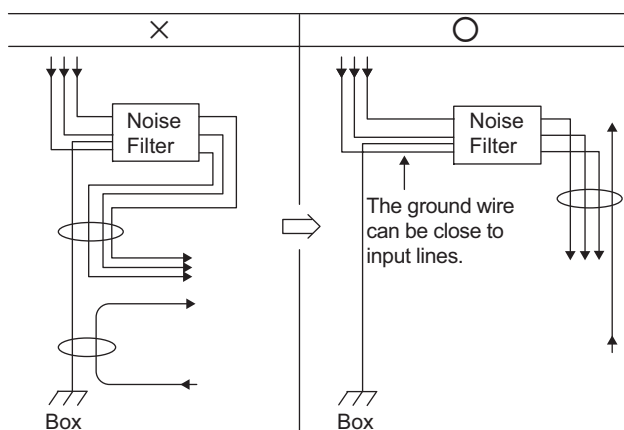 Noise
Filter
Box
Noise
Filter
The ground wire
can be close to
input lines.
Box